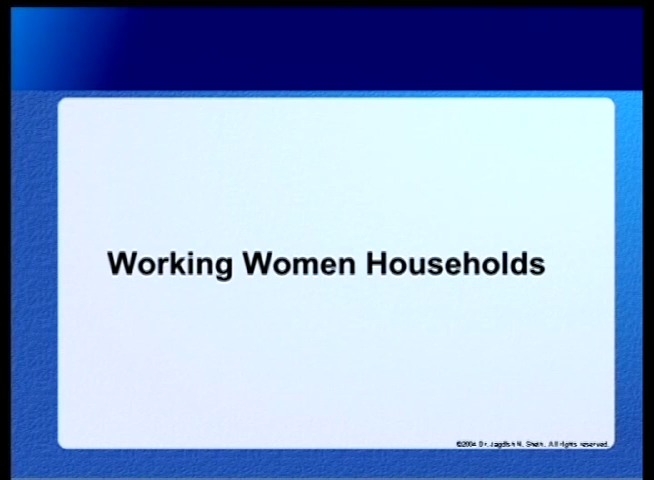 Working Women Households
©2004 Dr. Jagdish N. Sheth. All rights reserved.